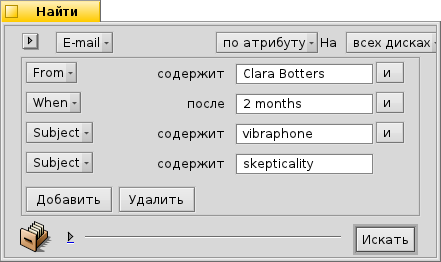 Найти
E-mail по атрибуту На всех дисках
From содержит Clara Botters и
When после 2 months и
Subject содержит vibraphone и
Subject содержит skepticality
Добавить Удалить
Искать